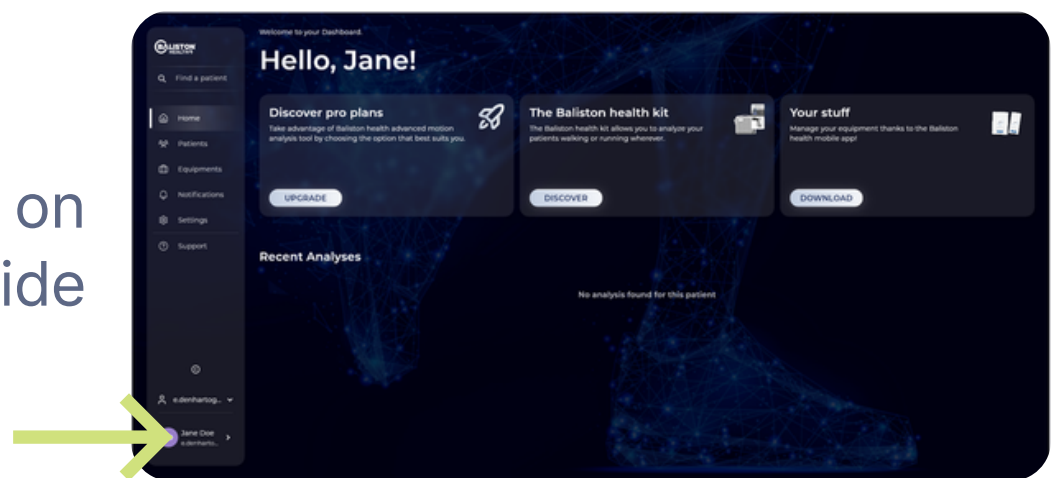 on
ide
BALISTON
HEALTH
Find a patient
Home
Patients
Equipments
Notifications
Settings
Support
e.denhartog...
Jane Doe
e.denharto...
Welcome to your Dashboard.
Hello, Jane!
Discover pro plans
Take advantage of Baliston health advanced motion
analysis tool by choosing the option that best suits you.
UPGRADE
The Baliston health kit
The Baliston health kit allows you to analyze your
patients walking or running wherever.
DISCOVER
Your stuff
Manage your equipment thanks to the Baliston
health mobile app!
DOWNLOAD
Recent Analyses
No analysis found for this patient